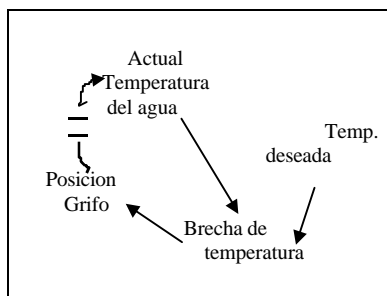 Actual
Temperatura
del agua
Temp.
deseada
Posicion
Grifo
Brecha de
temperatura